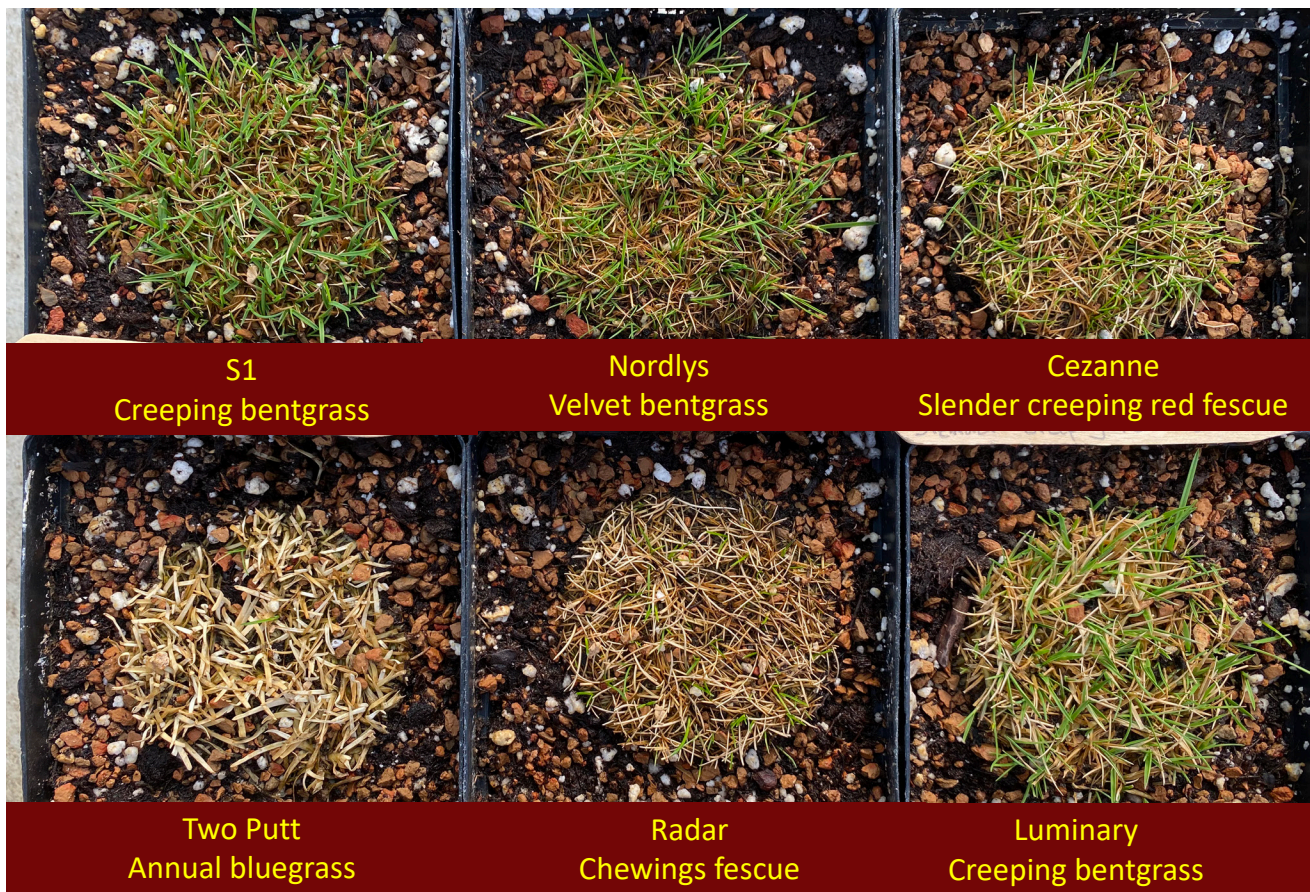 S1
Creeping bentgrass
Nordlys
Velvet bentgrass
Cezanne
Slender creeping red fescue
Two Putt
Annual bluegrass
Radar
Chewings fescue
Luminary
Creeping bentgrass